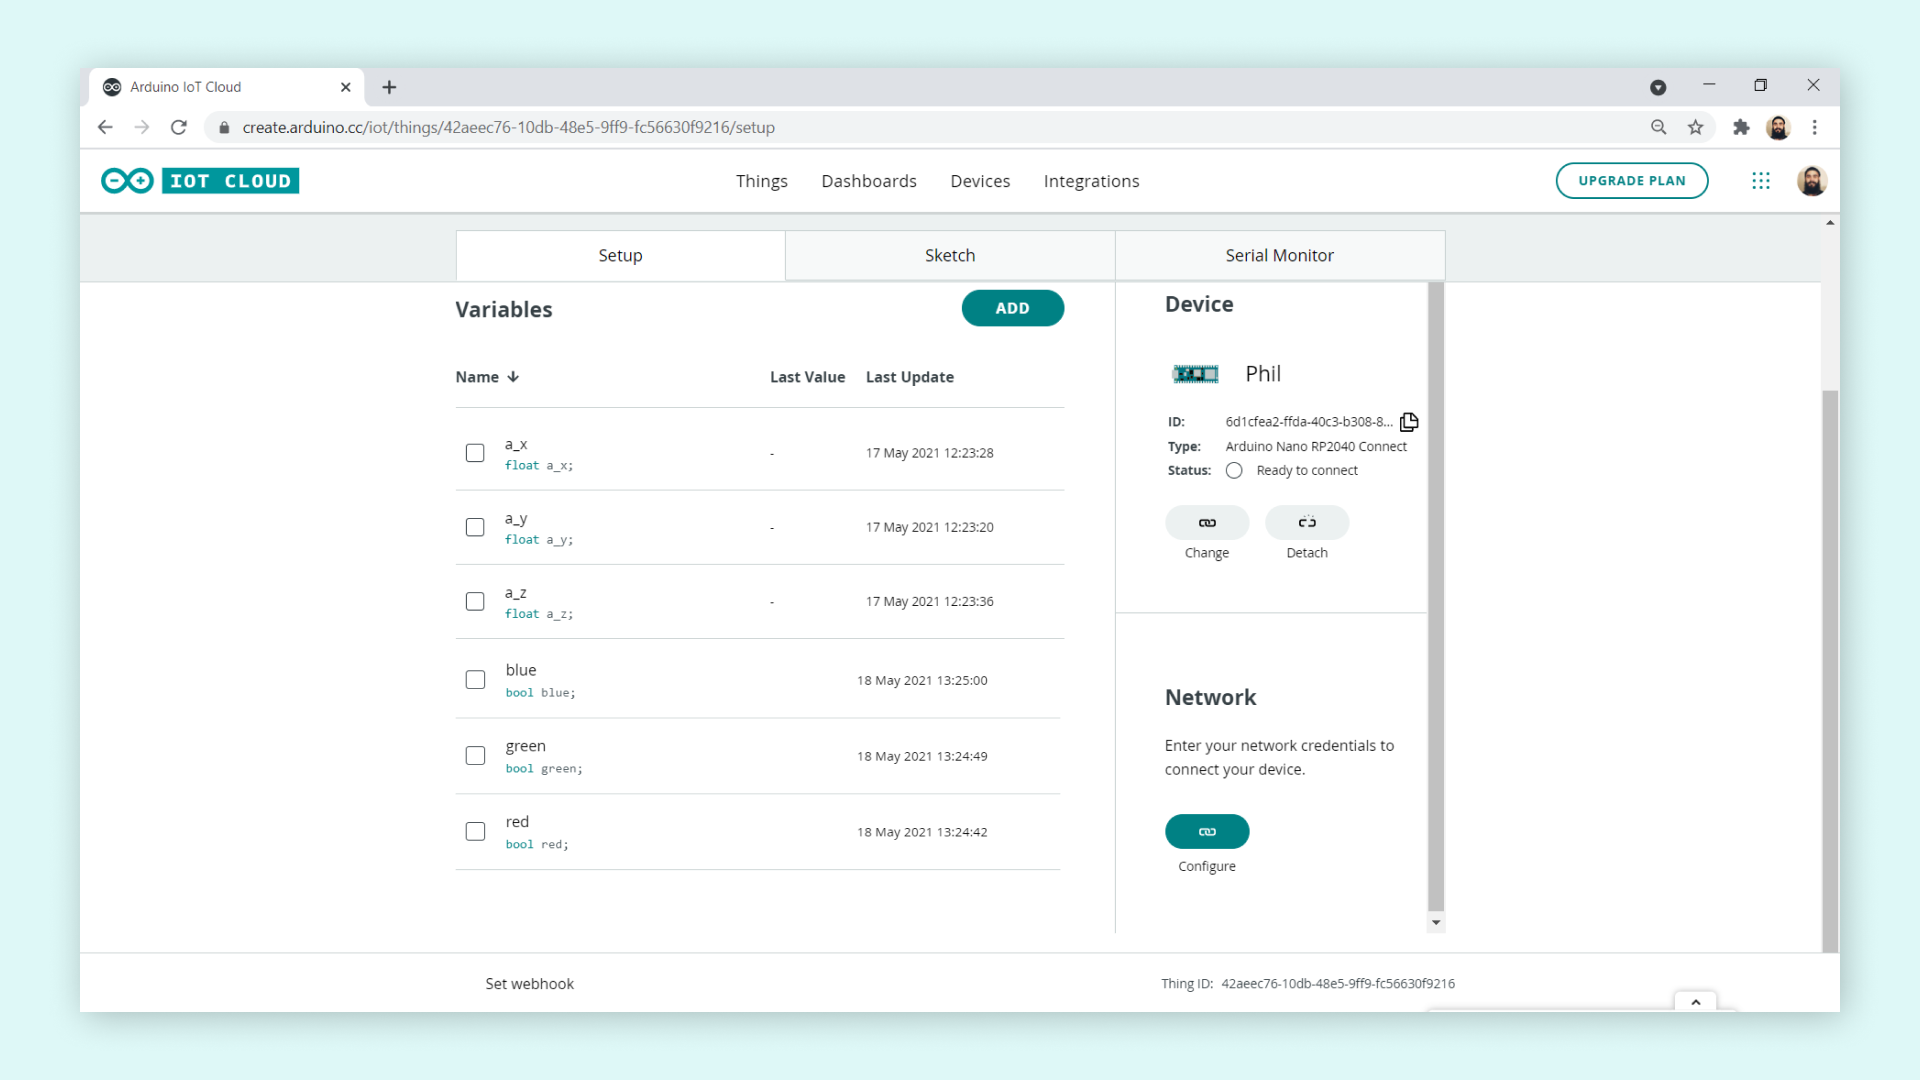 Arduino IoT Cloud
create.arduino.cc/iot/things/42aeec76-10db-48e5-9ff9-fc56630f9216/setup
IOT CLOUD
Things Dashboards Devices Integrations
UPGRADE PLAN
Setup Sketch Serial Monitor
Variables
ADD
Name Last Value Last Update
a_x
float a_x;
- 17 May 2021 12:23:28
a_y
float a_y;
- 17 May 2021 12:23:20
a_z
float a_z;
- 17 May 2021 12:23:36
blue
bool blue;
18 May 2021 13:25:00
green
bool green;
18 May 2021 13:24:49
red
bool red;
18 May 2021 13:24:42
Device
Phil
ID: 6d1cfea2-ffda-40c3-b308-8...
Type: Arduino Nano RP2040 Connect
Status: Ready to connect
Change Detach
Network
Enter your network credentials to
connect your device.
Configure
Set webhook
Thing ID: 42aeec76-10db-48e5-9ff9-fc56630f9216